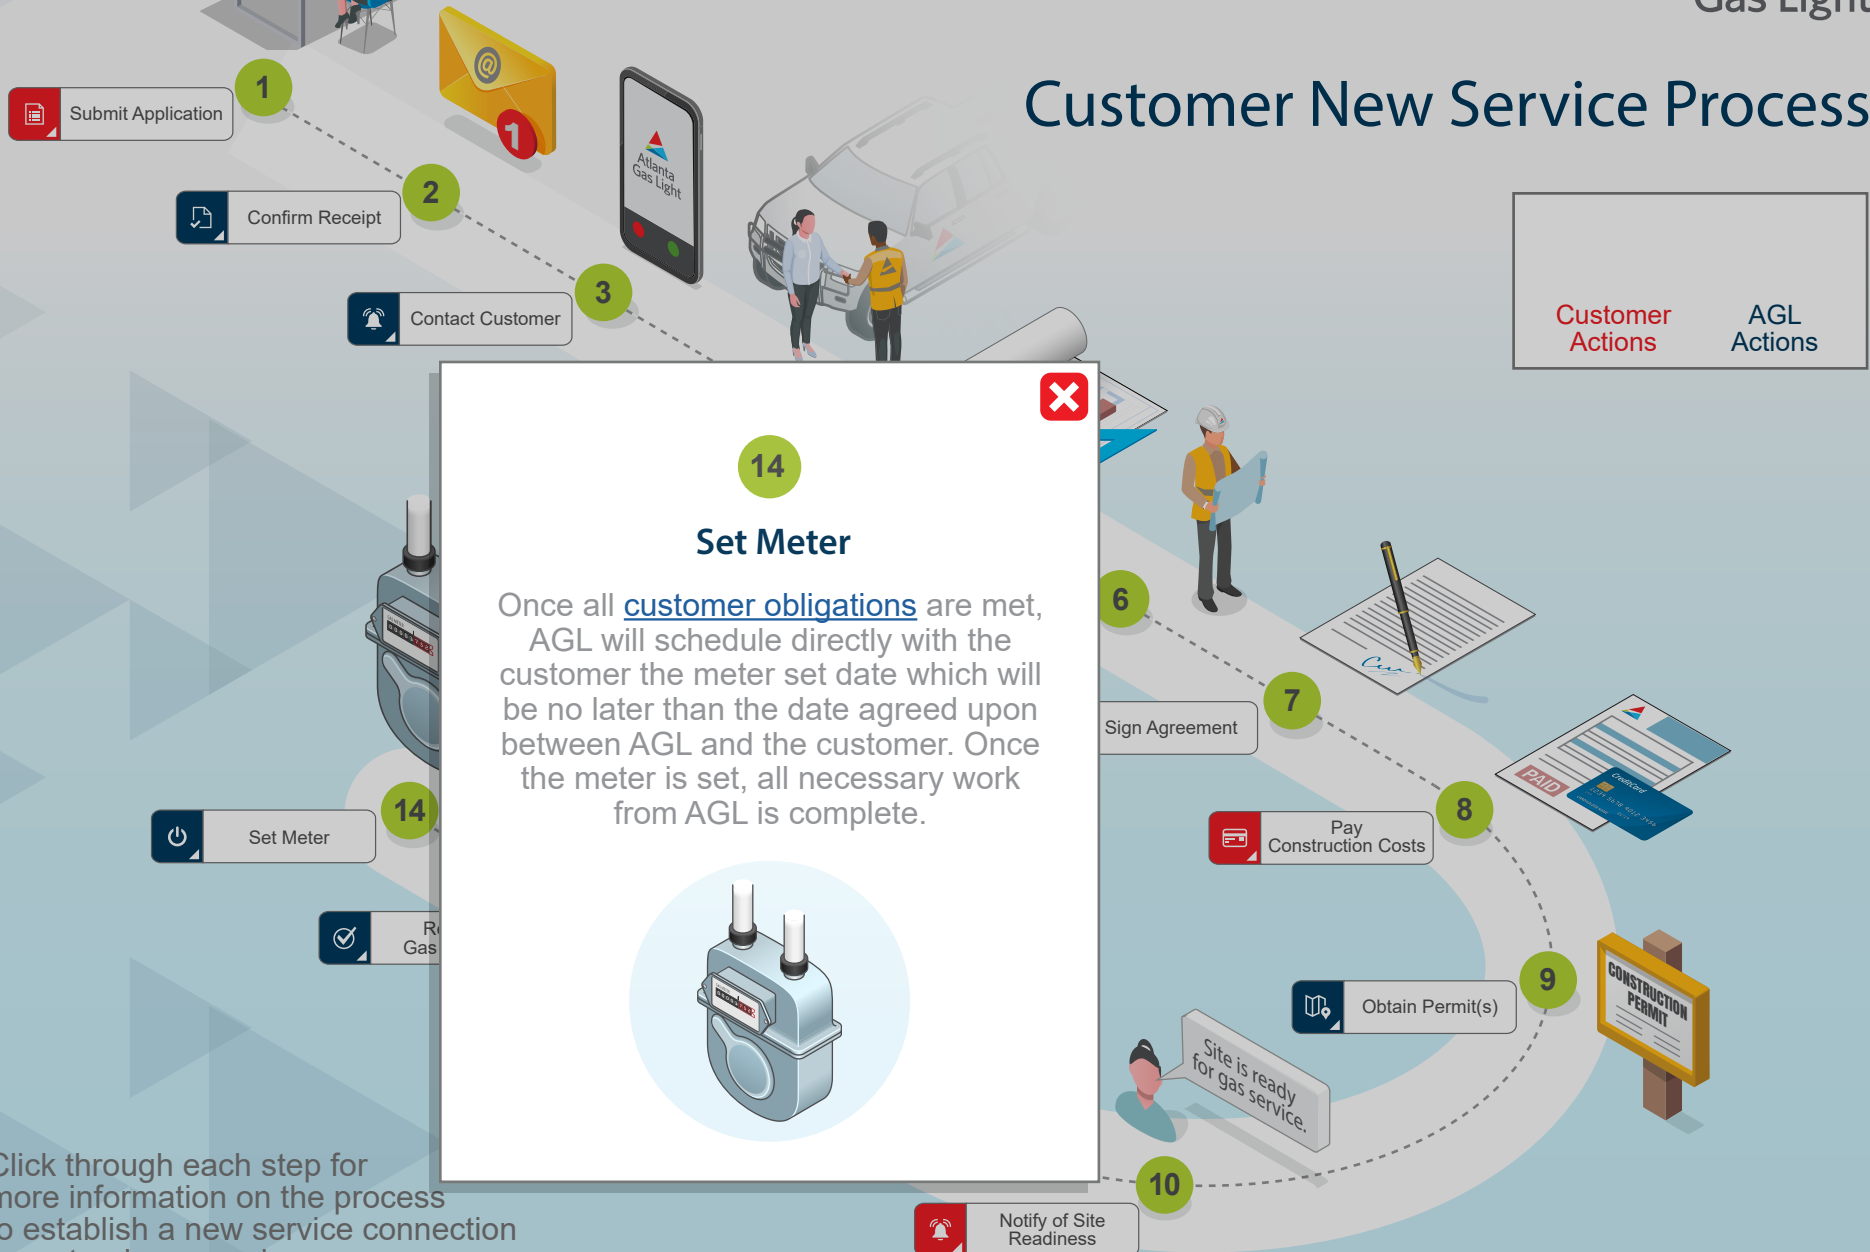 Gas Light
Customer New Service Process
1
Submit Application
@
1
Atlanta
Gas Light
2
Confirm Receipt
3
Contact Customer
Customer
Actions
AGL
Actions
14
Set Meter
Once all customer obligations are met,
AGL will schedule directly with the
customer the meter set date which will
be no later than the date agreed upon
between AGL and the customer. Once
the meter is set, all necessary work
from AGL is complete.
6
7
Sign Agreement
8
Pay
Construction Costs
PAID
CreditCard
9
Obtain Permit(s)
CONSTRUCTION
PERMIT
Site is ready
for gas service.
10
Notify of Site
Readiness
14
Set Meter
Gas
Click through each step for
more information on the process
to establish a new service connection